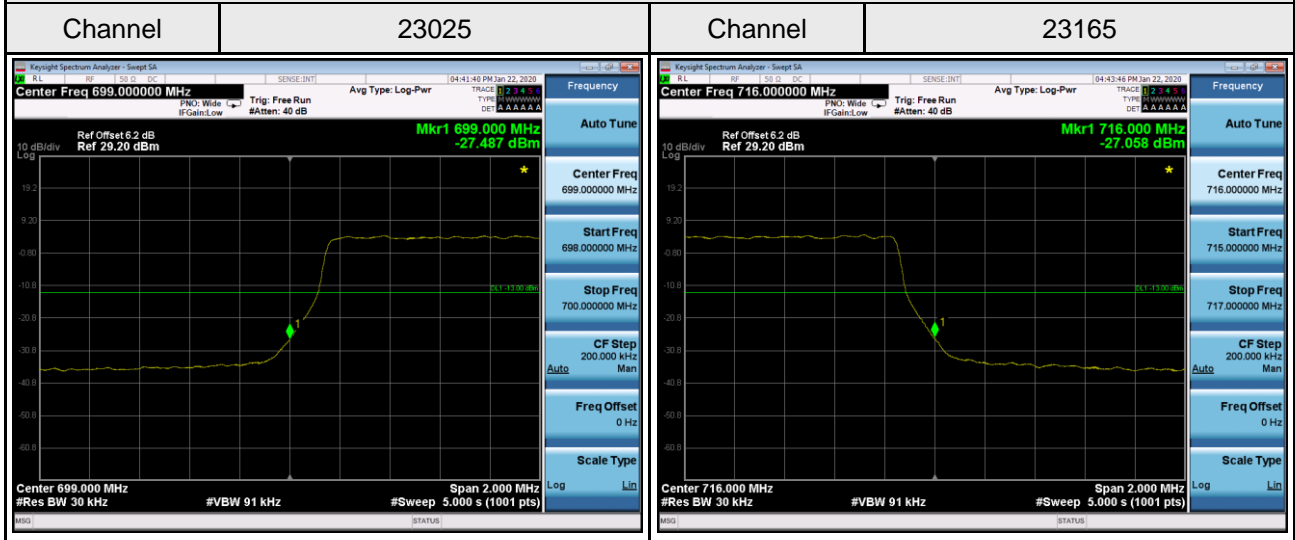 Channel 23025 Channel 23165
Keysight Spectrum Analyzer - Swept SA
RL RF 50 Ω DC SENSE:INT 04:41:40 PM Jan 22, 2020
Center Freq 699.000000 MHz
PNO: Wide
IFGain:Low
Trig: Free Run
#Atten: 40 dB
Avg Type: Log-Pwr
TRACE 1 2 3 4 5 6
TYPE M W W W W W
DET A A A A A A
Ref Offset 6.2 dB
10 dB/div Ref 29.20 dBm
Log
Mkr1 699.000 MHz
-27.487 dBm
19.2
9.20
-0.80
-10.8
-20.8
-30.8
-40.8
-50.8
-60.8
DL1 -13.00 dBm
1
Center 699.000 MHz
#Res BW 30 kHz
#VBW 91 kHz
Span 2.000 MHz
#Sweep 5.000 s (1001 pts)
MSG STATUS
Frequency
Auto Tune
Center Freq
699.000000 MHz
Start Freq
698.000000 MHz
Stop Freq
700.000000 MHz
CF Step
200.000 kHz
Auto Man
Freq Offset
0 Hz
Scale Type
Log Lin
Keysight Spectrum Analyzer - Swept SA
RL RF 50 Ω DC SENSE:INT 04:43:46 PM Jan 22, 2020
Center Freq 716.000000 MHz
PNO: Wide
IFGain:Low
Trig: Free Run
#Atten: 40 dB
Avg Type: Log-Pwr
TRACE 1 2 3 4 5 6
TYPE M W W W W W
DET A A A A A A
Ref Offset 6.2 dB
10 dB/div Ref 29.20 dBm
Log
Mkr1 716.000 MHz
-27.058 dBm
19.2
9.20
-0.80
-10.8
-20.8
-30.8
-40.8
-50.8
-60.8
DL1 -13.00 dBm
1
Center 716.000 MHz
#Res BW 30 kHz
#VBW 91 kHz
Span 2.000 MHz
#Sweep 5.000 s (1001 pts)
MSG STATUS
Frequency
Auto Tune
Center Freq
716.000000 MHz
Start Freq
715.000000 MHz
Stop Freq
717.000000 MHz
CF Step
200.000 kHz
Auto Man
Freq Offset
0 Hz
Scale Type
Log Lin